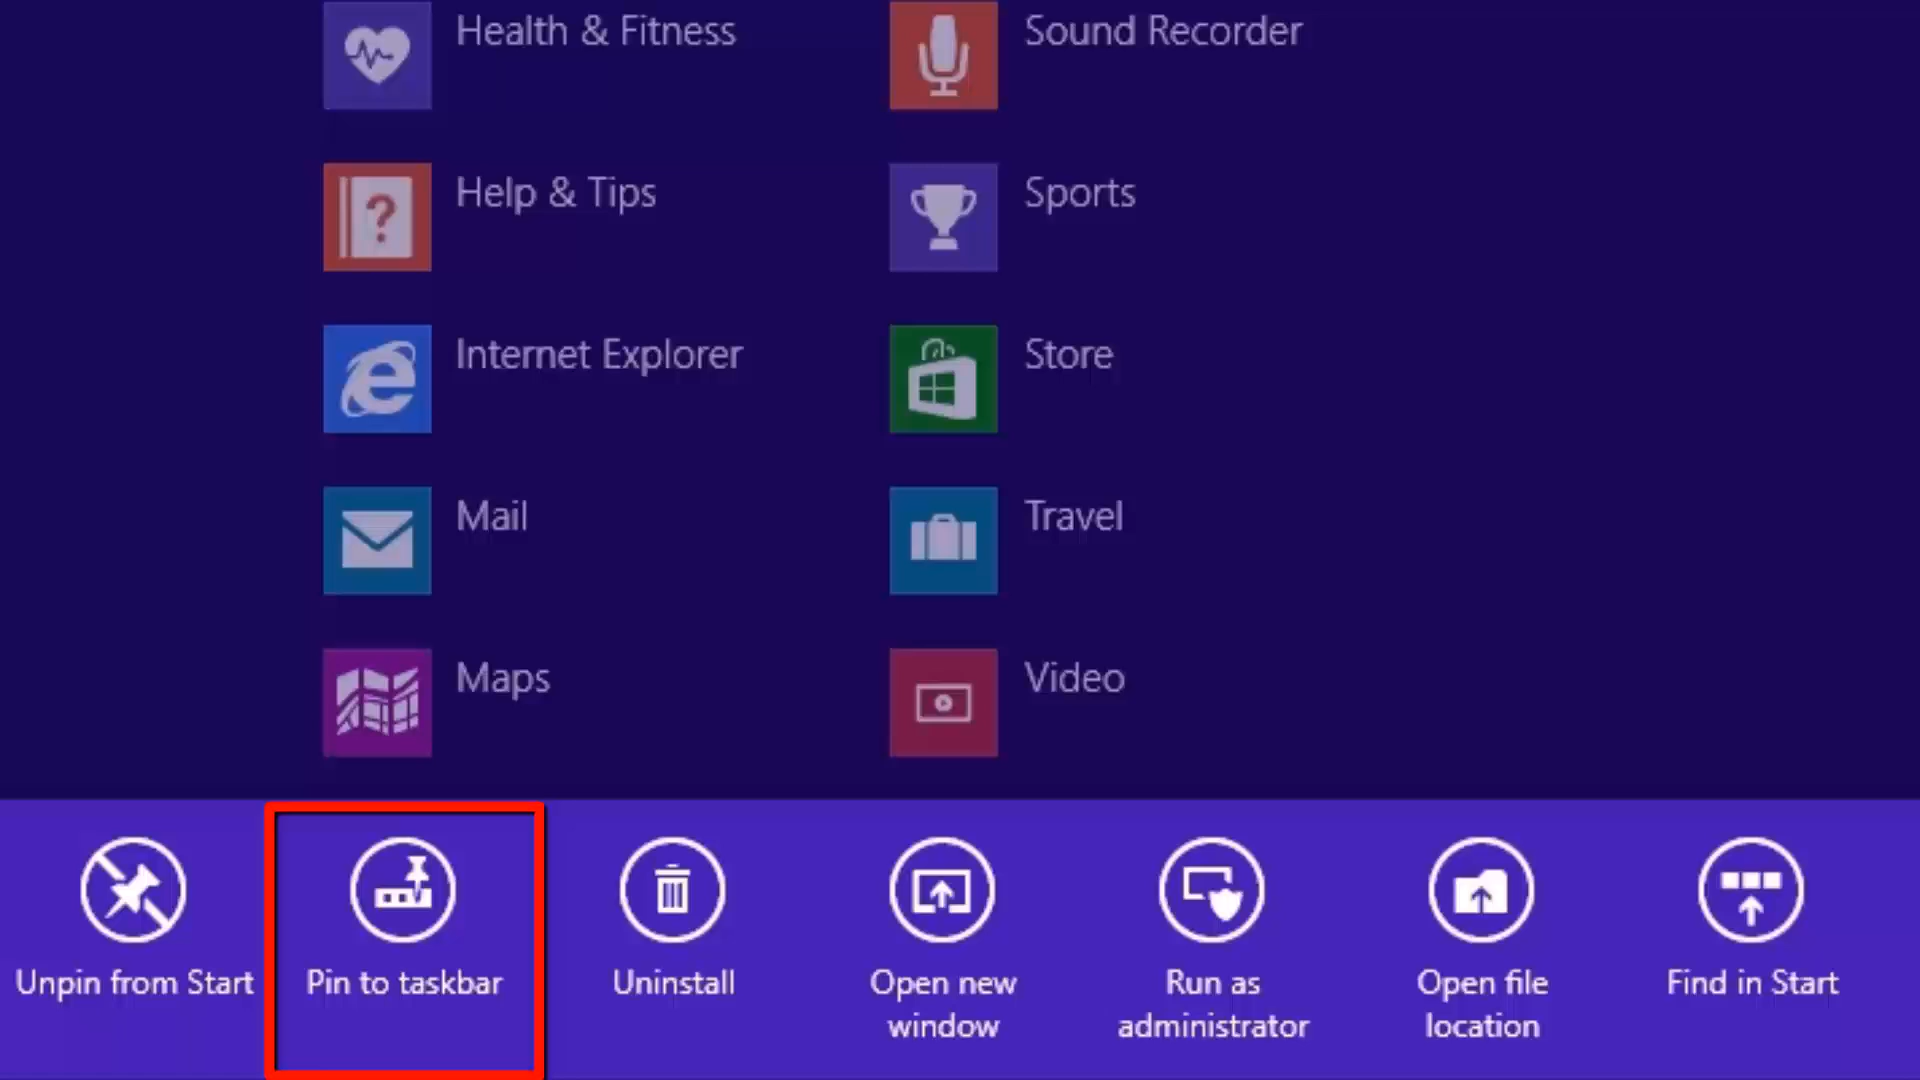 Health & Fitness
Sound Recorder
Help & Tips
Sports
Internet Explorer
Store
Mail
Travel
Maps
Video
Unpin from Start
Pin to taskbar
Uninstall
Open new
window
Run as
administrator
Open file
location
Find in Start